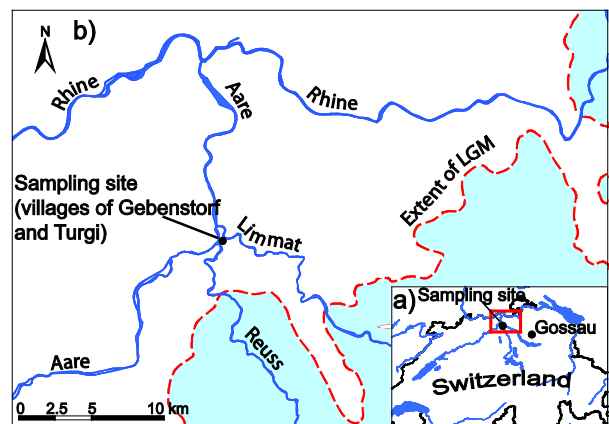 b)
N
Rhine
Aare
Rhine
Extent of LGM
Sampling site
(villages of Gebenstorf
and Turgi)
Limmat
Reuss
Aare
0 2.5 5 10 km
a)
Sampling site
Gossau
Switzerland